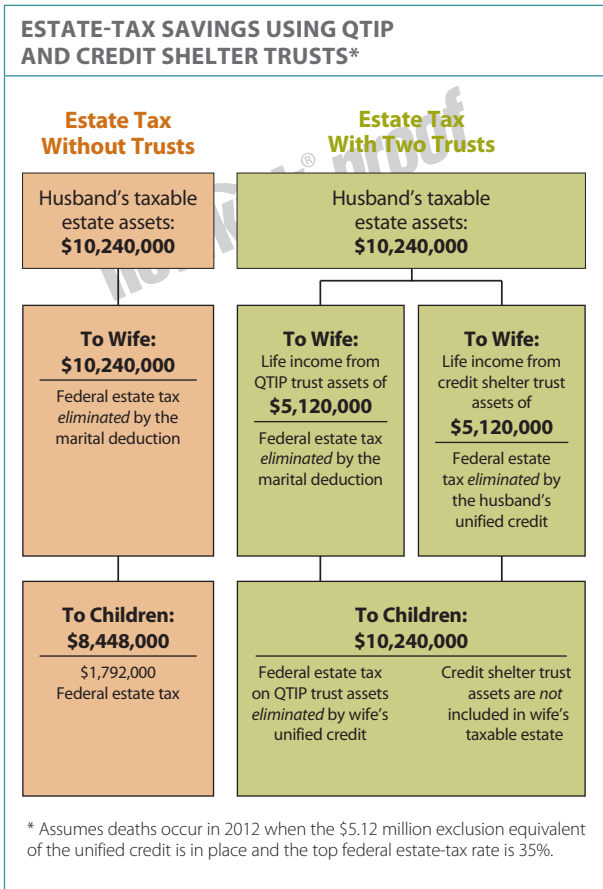 ESTATE-TAX SAVINGS USING QTIP
AND CREDIT SHELTER TRUSTS*
Estate Tax
Without Trusts
Husband's taxable
estate assets:
$10,240,000
To Wife:
$10,240,000
Federal estate tax
eliminated by the
marital deduction
To Children:
$8,448,000
$1,792,000
Federal estate tax
Estate Tax
With Two Trusts
Husband's taxable
estate assets:
$10,240,000
To Wife:
Life income from
QTIP trust assets of
$5,120,000
Federal estate tax
eliminated by the
marital deduction
To Wife:
Life income from
credit shelter trust
assets of
$5,120,000
Federal estate
tax eliminated by
the husband's
unified credit
To Children:
$10,240,000
Federal estate tax
on QTIP trust assets
eliminated by wife's
unified credit
Credit shelter trust
assets are not
included in wife's
taxable estate
® proof
* Assumes deaths occur in 2012 when the $5.12 million exclusion equivalent
of the unified credit is in place and the top federal estate-tax rate is 35%.